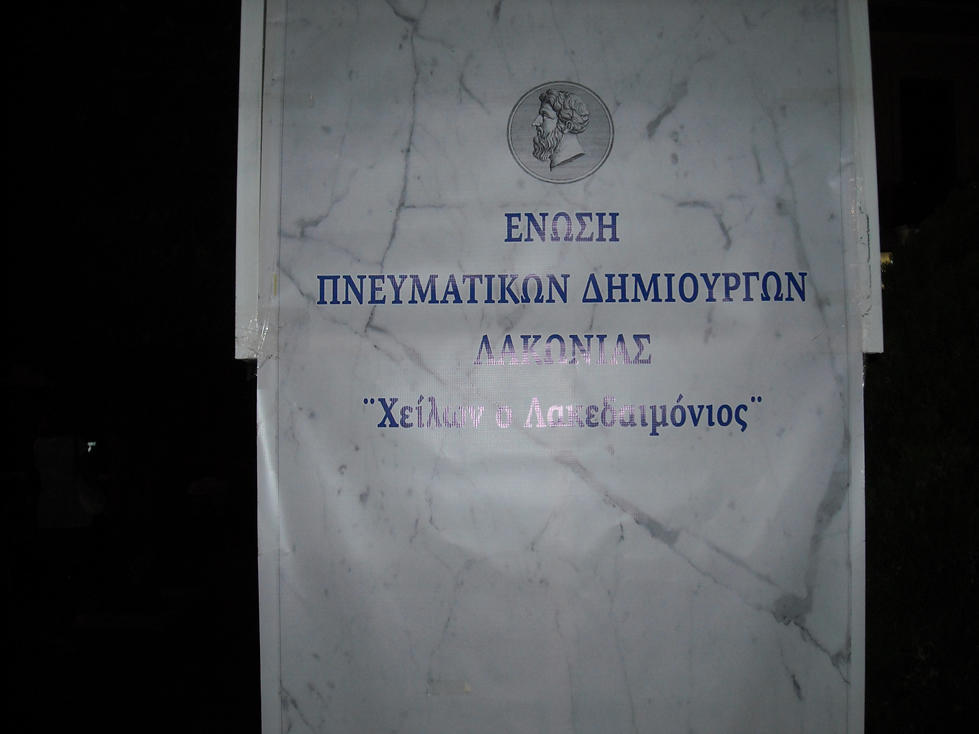 ΕΝΩΣΗ
ΠΝΕΥΜΑΤΙΚΩΝ ΔΗΜΙΟΥΡΓΩΝ
ΛΑΚΩΝΙΑΣ
¨Χείλων ὁ Λακεδαιμόνιος¨